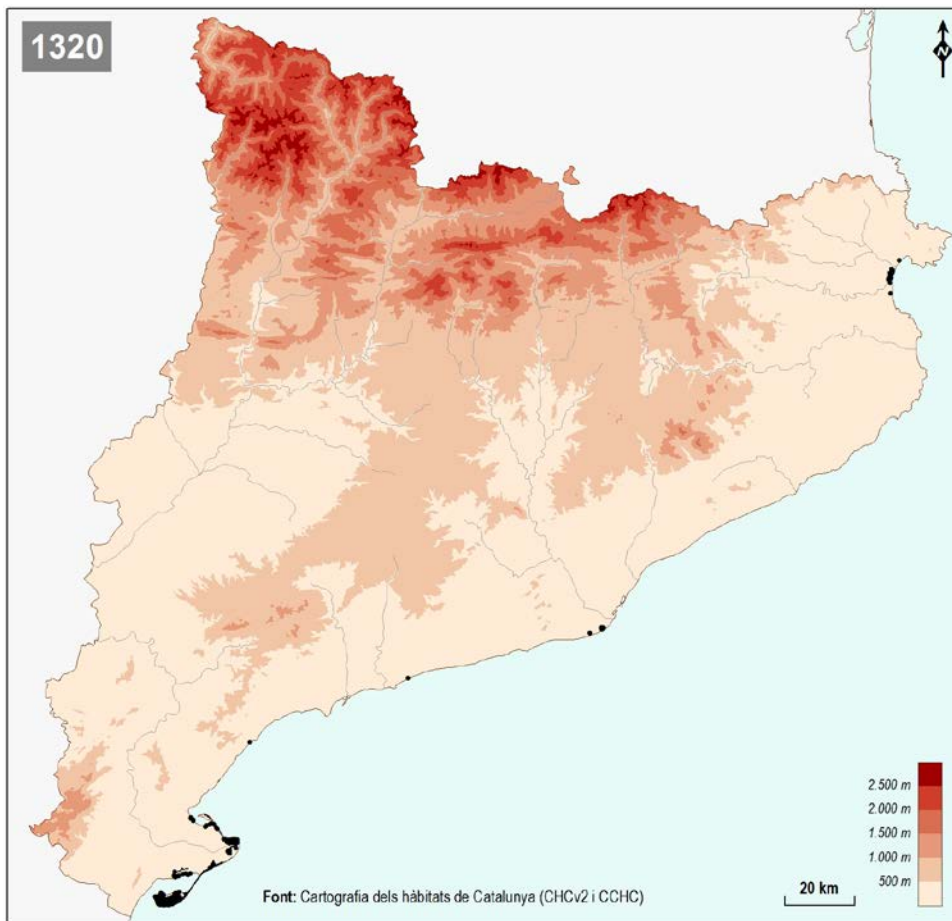 1320
N
2.500 m
2.000 m
1.500 m
1.000 m
500 m
20 km
Font: Cartografia dels hàbitats de Catalunya (CHCv2 i CCHC)